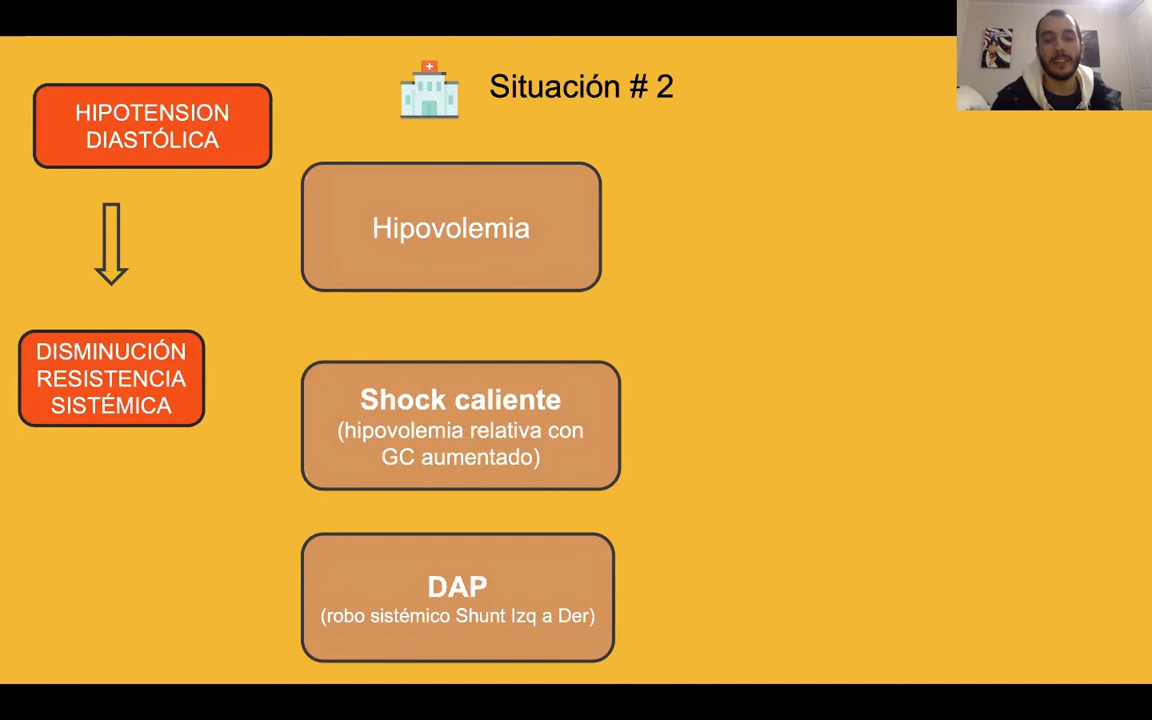 Situación # 2
HIPOTENSION
DIASTÓLICA
Hipovolemia
DISMINUCIÓN
RESISTENCIA
SISTÉMICA
Shock caliente
(hipovolemia relativa con
GC aumentado)
DAP
(robo sistémico Shunt Izq a Der)